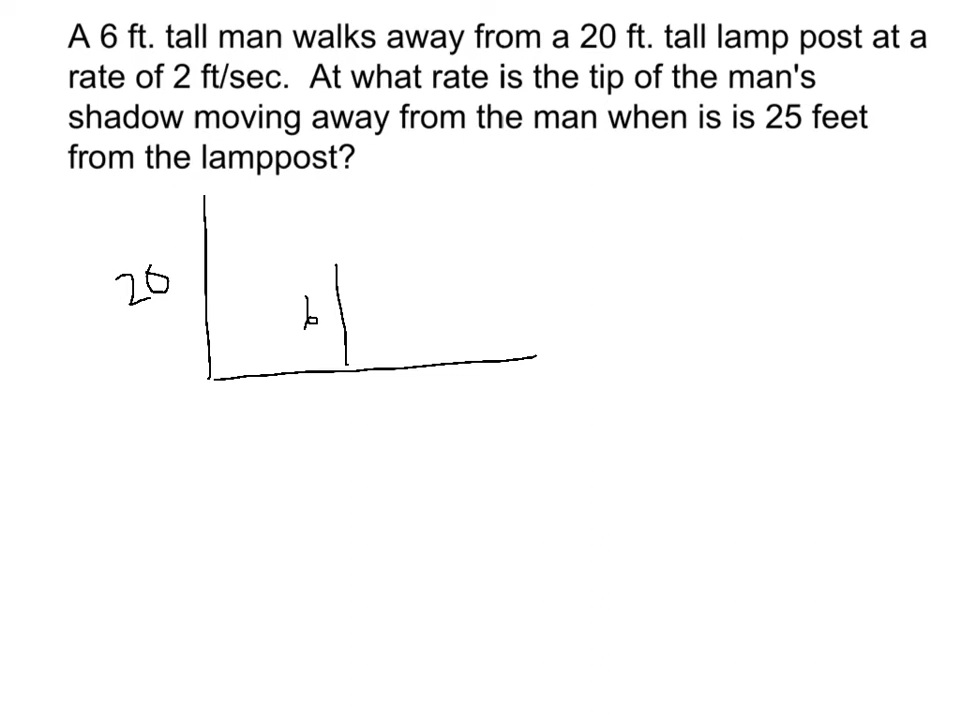 A 6 ft. tall man walks away from a 20 ft. tall lamp post at a
rate of 2 ft/sec.  At what rate is the tip of the man's
shadow moving away from the man when is is 25 feet
from the lamppost?
20
6